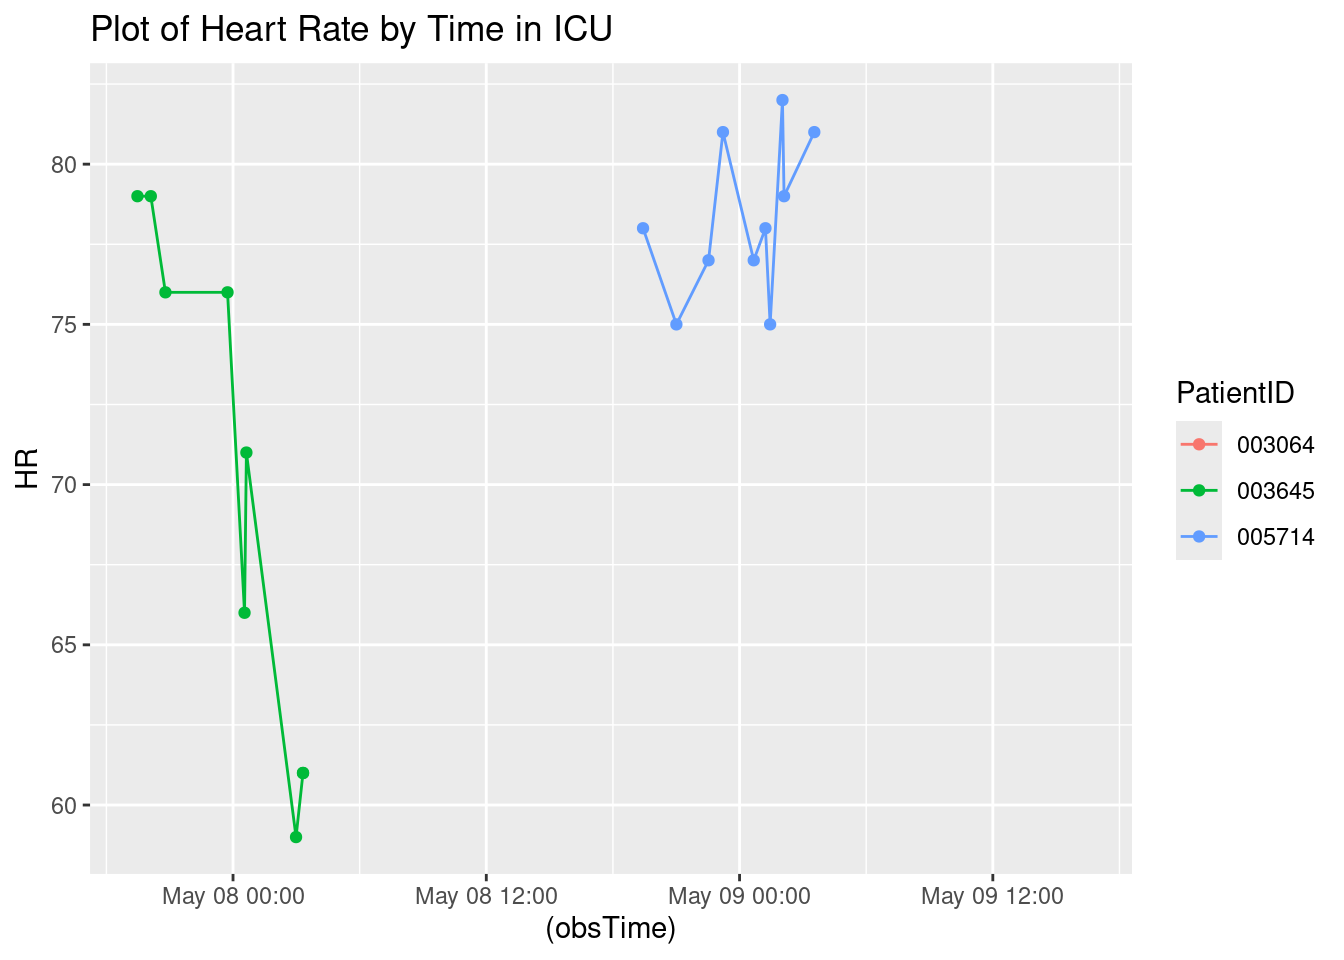 Plot of Heart Rate by Time in ICU
80
75
70
65
60
HR
May 08 00:00
May 08 12:00
May 09 00:00
May 09 12:00
(obsTime)
PatientID
003064
003645
005714